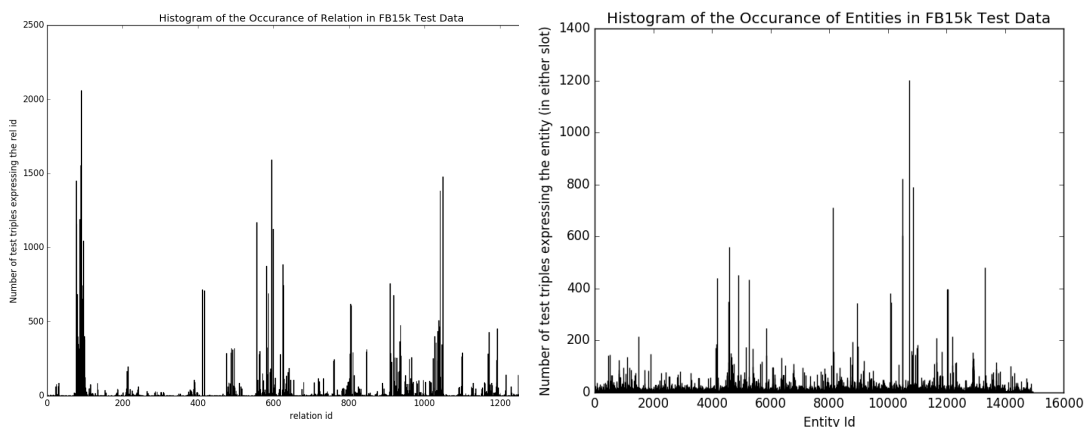 Histogram of the Occurance of Relation in FB15k Test Data
Number of test triples expressing the rel id
2500
2000
1500
1000
500
0
0 200 400 600 800 1000 1200
relation id
Histogram of the Occurance of Entities in FB15k Test Data
Number of test triples expressing the entity (in either slot)
1400
1200
1000
800
600
400
200
0
0 2000 4000 6000 8000 10000 12000 14000 16000
Entity Id